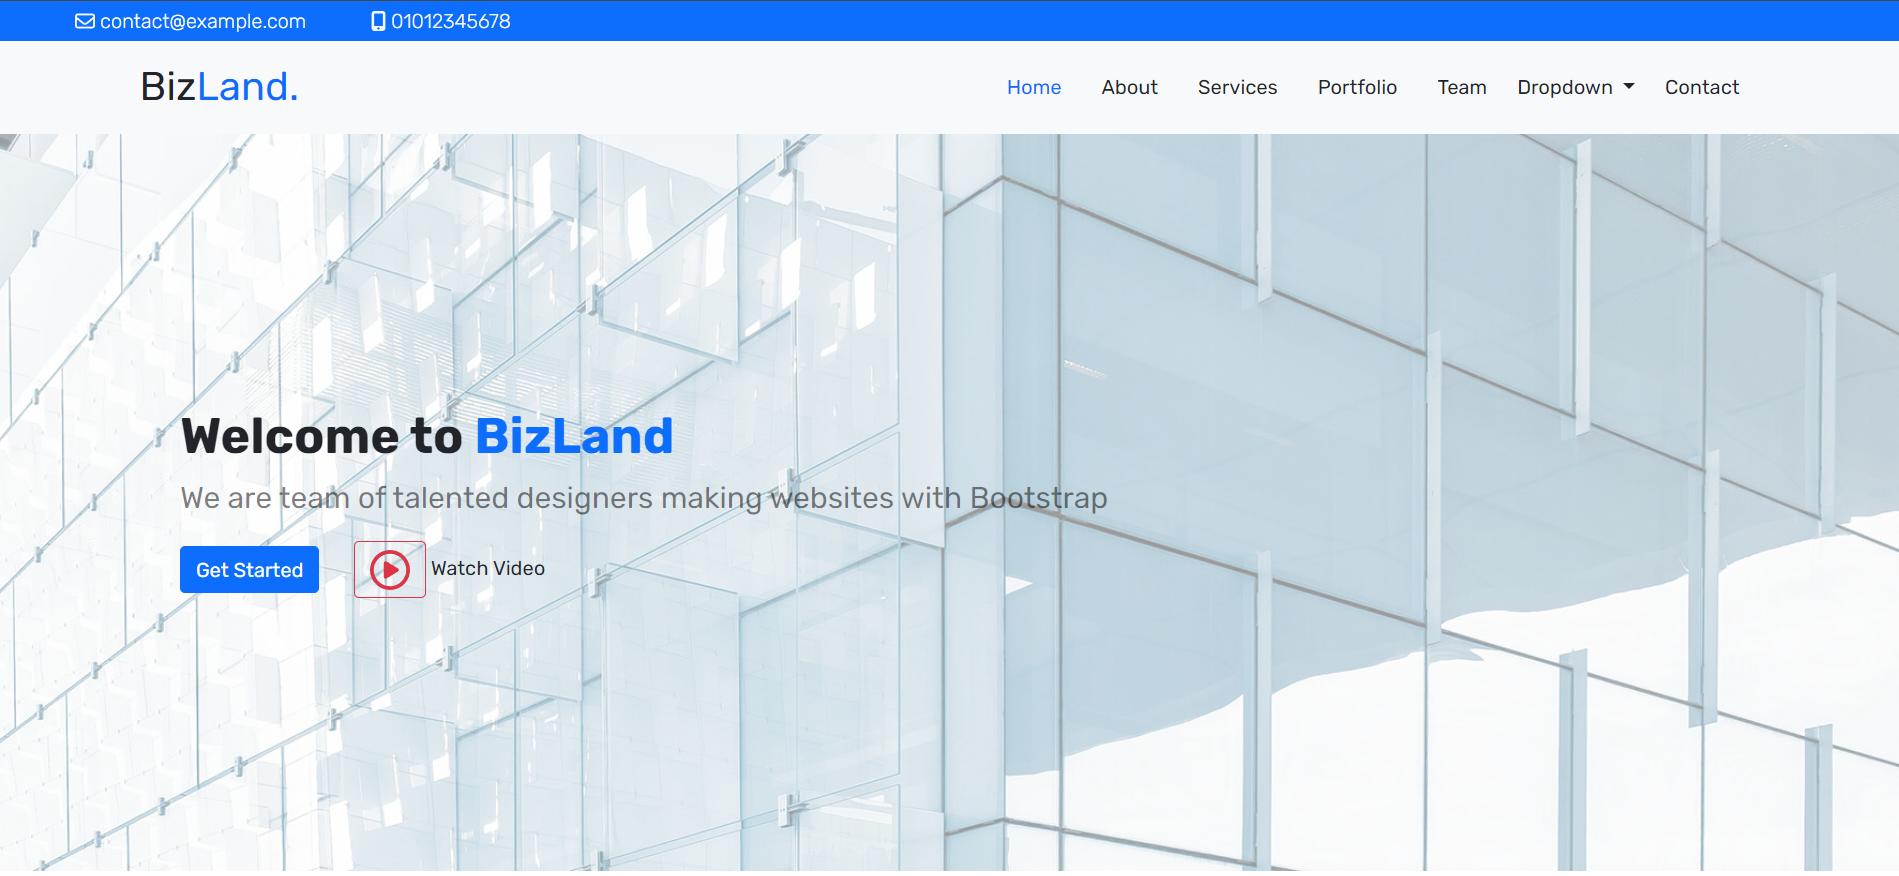 contact@example.com 01012345678
BizLand. Home About Services Portfolio Team Dropdown Contact
Welcome to BizLand
We are team of talented designers making websites with Bootstrap
Get Started Watch Video